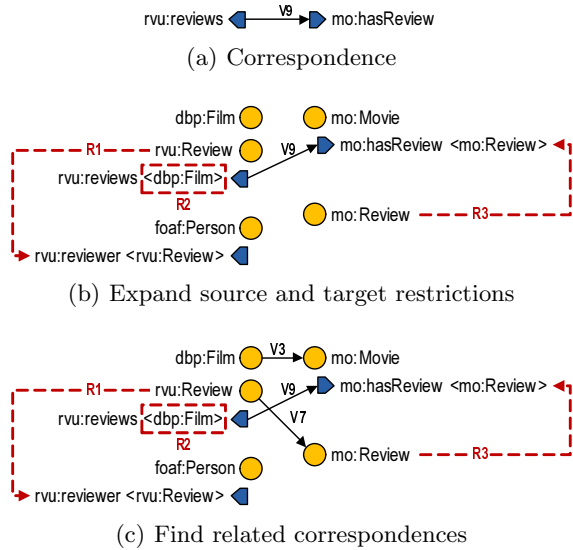 rvu:reviews V9 mo:hasReview
(a) Correspondence
dbp:Film mo:Movie
R1 rvu:Review V9 mo:hasReview <mo:Review>
rvu:reviews <dbp:Film>
R2
foaf:Person mo:Review R3
rvu:reviewer <rvu:Review>
(b) Expand source and target restrictions
dbp:Film V3 mo:Movie
R1 rvu:Review V9 mo:hasReview <mo:Review>
rvu:reviews <dbp:Film> V7
R2
foaf:Person mo:Review R3
rvu:reviewer <rvu:Review>
(c) Find related correspondences